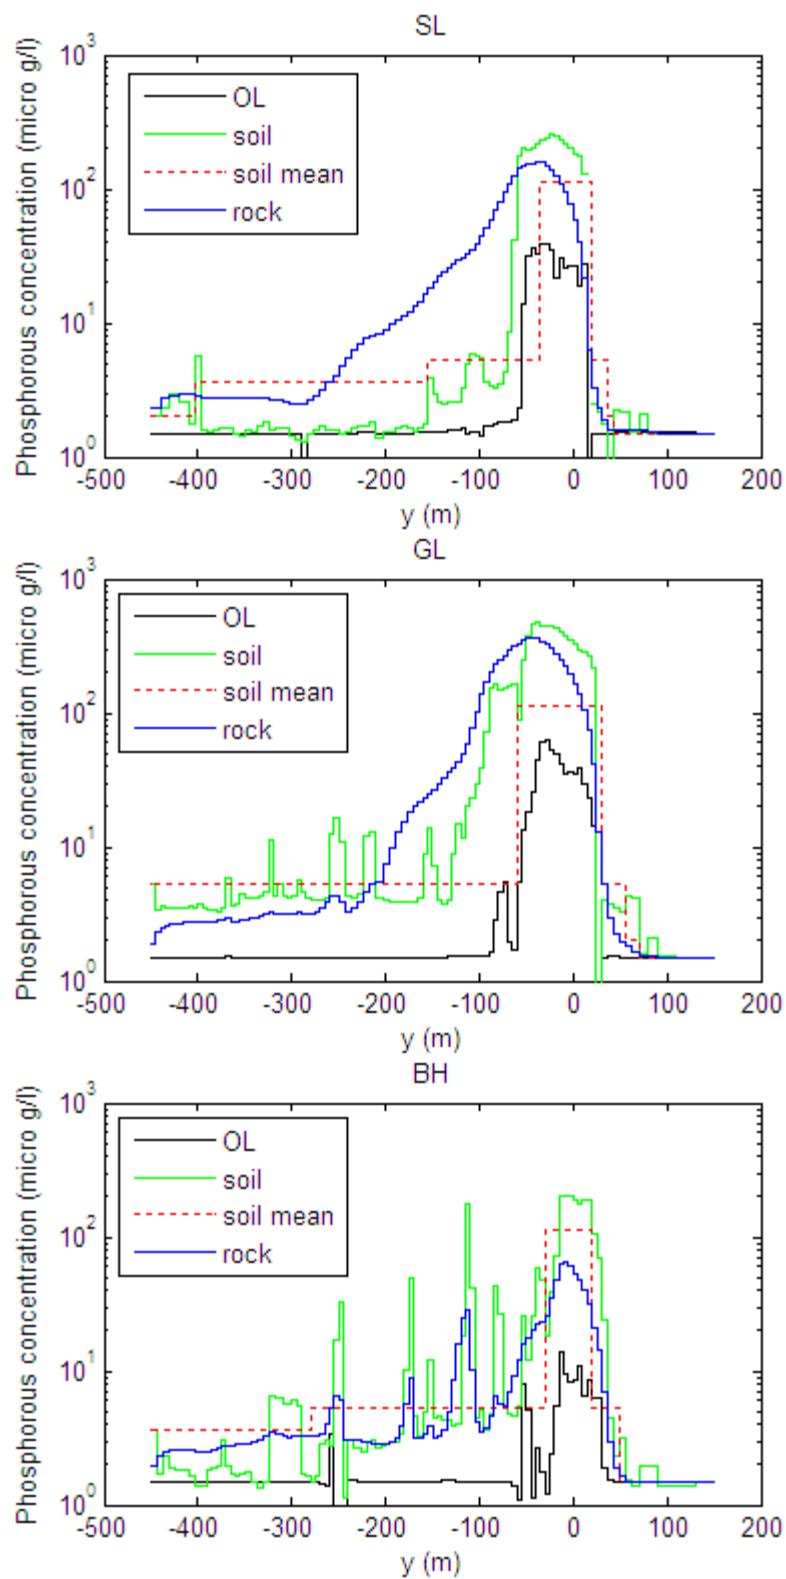 SL
Phosphorous concentration (micro g/l)
10^3
10^2
10^1
10^0
OL
soil
soil mean
rock
-500 -400 -300 -200 -100 0 100 200
y (m)
GL
Phosphorous concentration (micro g/l)
10^3
10^2
10^1
10^0
OL
soil
soil mean
rock
-500 -400 -300 -200 -100 0 100 200
y (m)
BH
Phosphorous concentration (micro g/l)
10^3
10^2
10^1
10^0
OL
soil
soil mean
rock
-500 -400 -300 -200 -100 0 100 200
y (m)